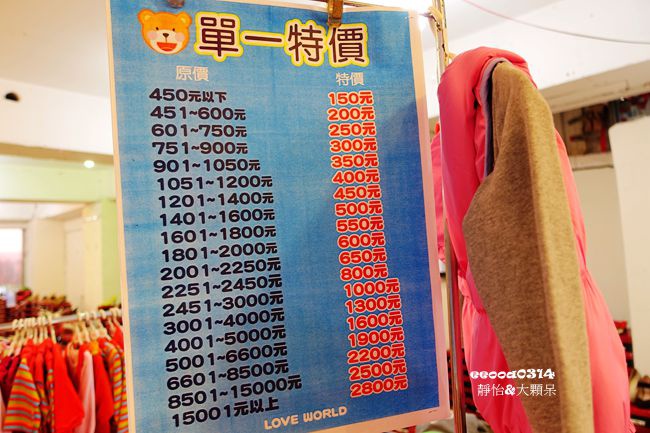 單一特價
原價 特價
450元以下 150元
451~600元 200元
601~750元 250元
751~900元 300元
901~1050元 350元
1051~1200元 400元
1201~1400元 450元
1401~1600元 500元
1601~1800元 550元
1801~2000元 600元
2001~2250元 650元
2251~2450元 800元
2451~3000元 1000元
3001~4000元 1300元
4001~5000元 1600元
5001~6600元 1900元
6601~8500元 2200元
8501~15000元 2500元
15001元以上 2800元
LOVE WORLD
eeooa0314
靜怡&大顆呆